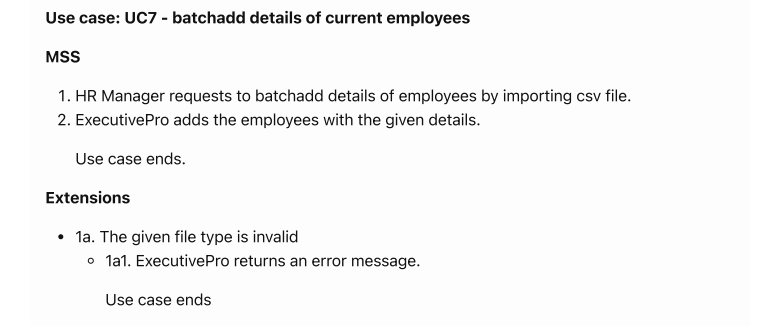 Use case: UC7 - batchadd details of current employees
MSS
1. HR Manager requests to batchadd details of employees by importing csv file.
2. ExecutivePro adds the employees with the given details.
Use case ends.
Extensions
• 1a. The given file type is invalid
◦ 1a1. ExecutivePro returns an error message.
Use case ends